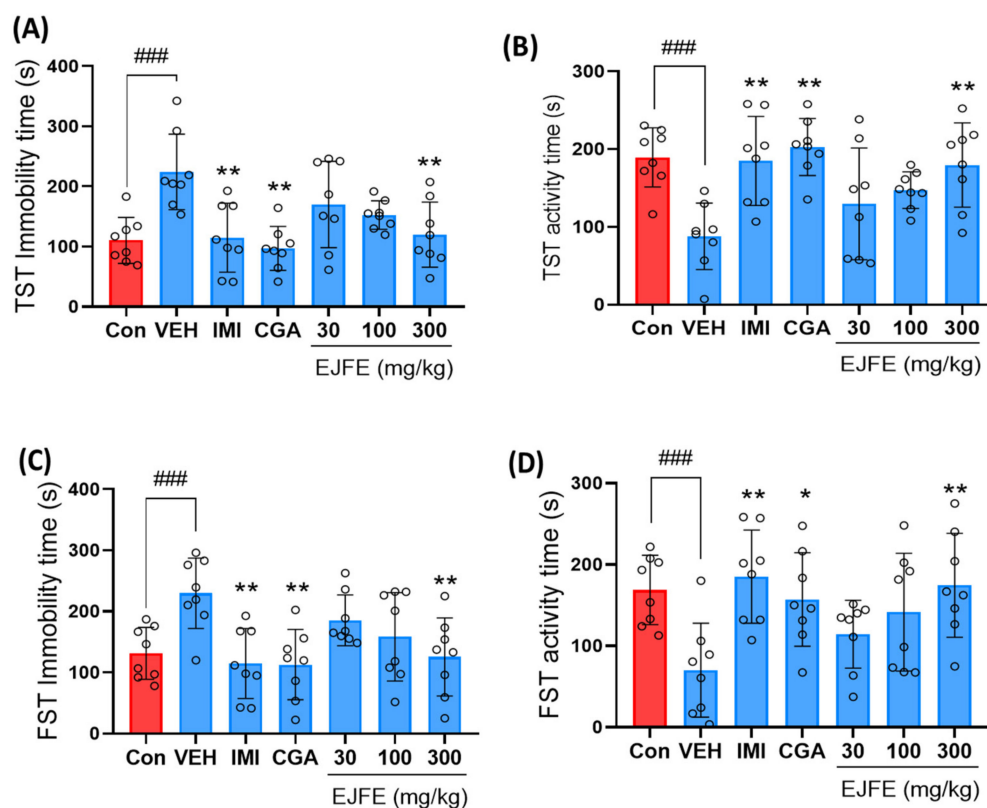 (A)
###
TST Immobility time (s)
400
300
200
100
0
** ** **
Con VEH IMI CGA 30 100 300
EJFE (mg/kg)
(B)
###
TST activity time (s)
200
100
0
** ** **
Con VEH IMI CGA 30 100 300
EJFE (mg/kg)
(C)
###
FST Immobility time (s)
400
300
200
100
0
** ** **
Con VEH IMI CGA 30 100 300
EJFE (mg/kg)
(D)
###
FST activity time (s)
300
200
100
0
** * **
Con VEH IMI CGA 30 100 300
EJFE (mg/kg)